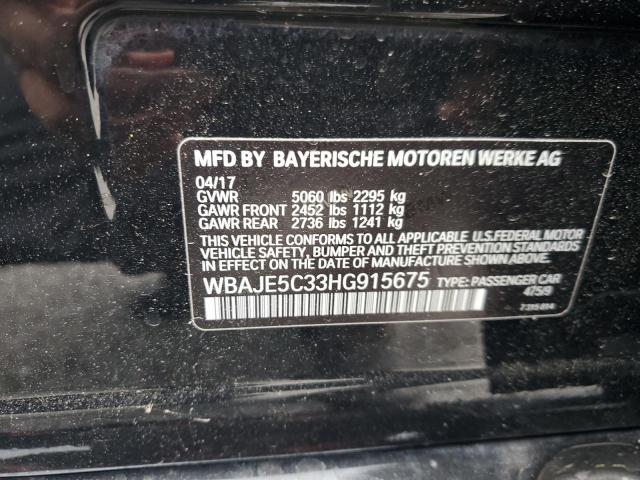 MFD BY BAYERISCHE MOTOREN WERKE AG
04/17
GVWR 5060 lbs 2295 kg
GAWR FRONT 2452 lbs 1112 kg
GAWR REAR 2736 lbs 1241 kg
THIS VEHICLE CONFORMS TO ALL APPLICABLE U.S.FEDERAL MOTOR
VEHICLE SAFETY, BUMPER, AND THEFT PREVENTION STANDARDS
IN EFFECT ON THE DATE OF MANUFACTURE SHOWN ABOVE.
WBAJE5C33HG915675 TYPE: PASSENGER CAR